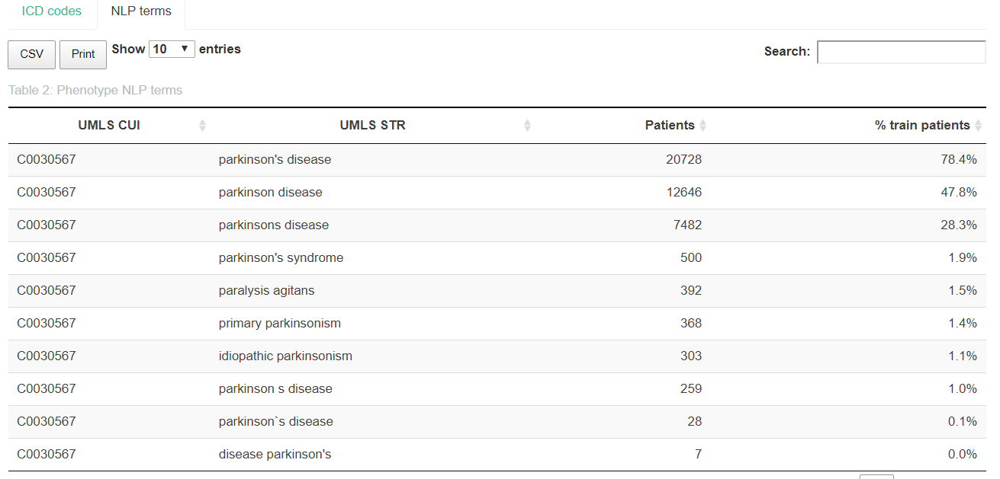 ICD codes NLP terms
CSV Print Show 10 entries Search:
Table 2: Phenotype NLP terms
UMLS CUI UMLS STR Patients % train patients
C0030567 parkinson's disease 20728 78.4%
C0030567 parkinson disease 12646 47.8%
C0030567 parkinsons disease 7482 28.3%
C0030567 parkinson's syndrome 500 1.9%
C0030567 paralysis agitans 392 1.5%
C0030567 primary parkinsonism 368 1.4%
C0030567 idiopathic parkinsonism 303 1.1%
C0030567 parkinson s disease 259 1.0%
C0030567 parkinson`s disease 28 0.1%
C0030567 disease parkinson's 7 0.0%